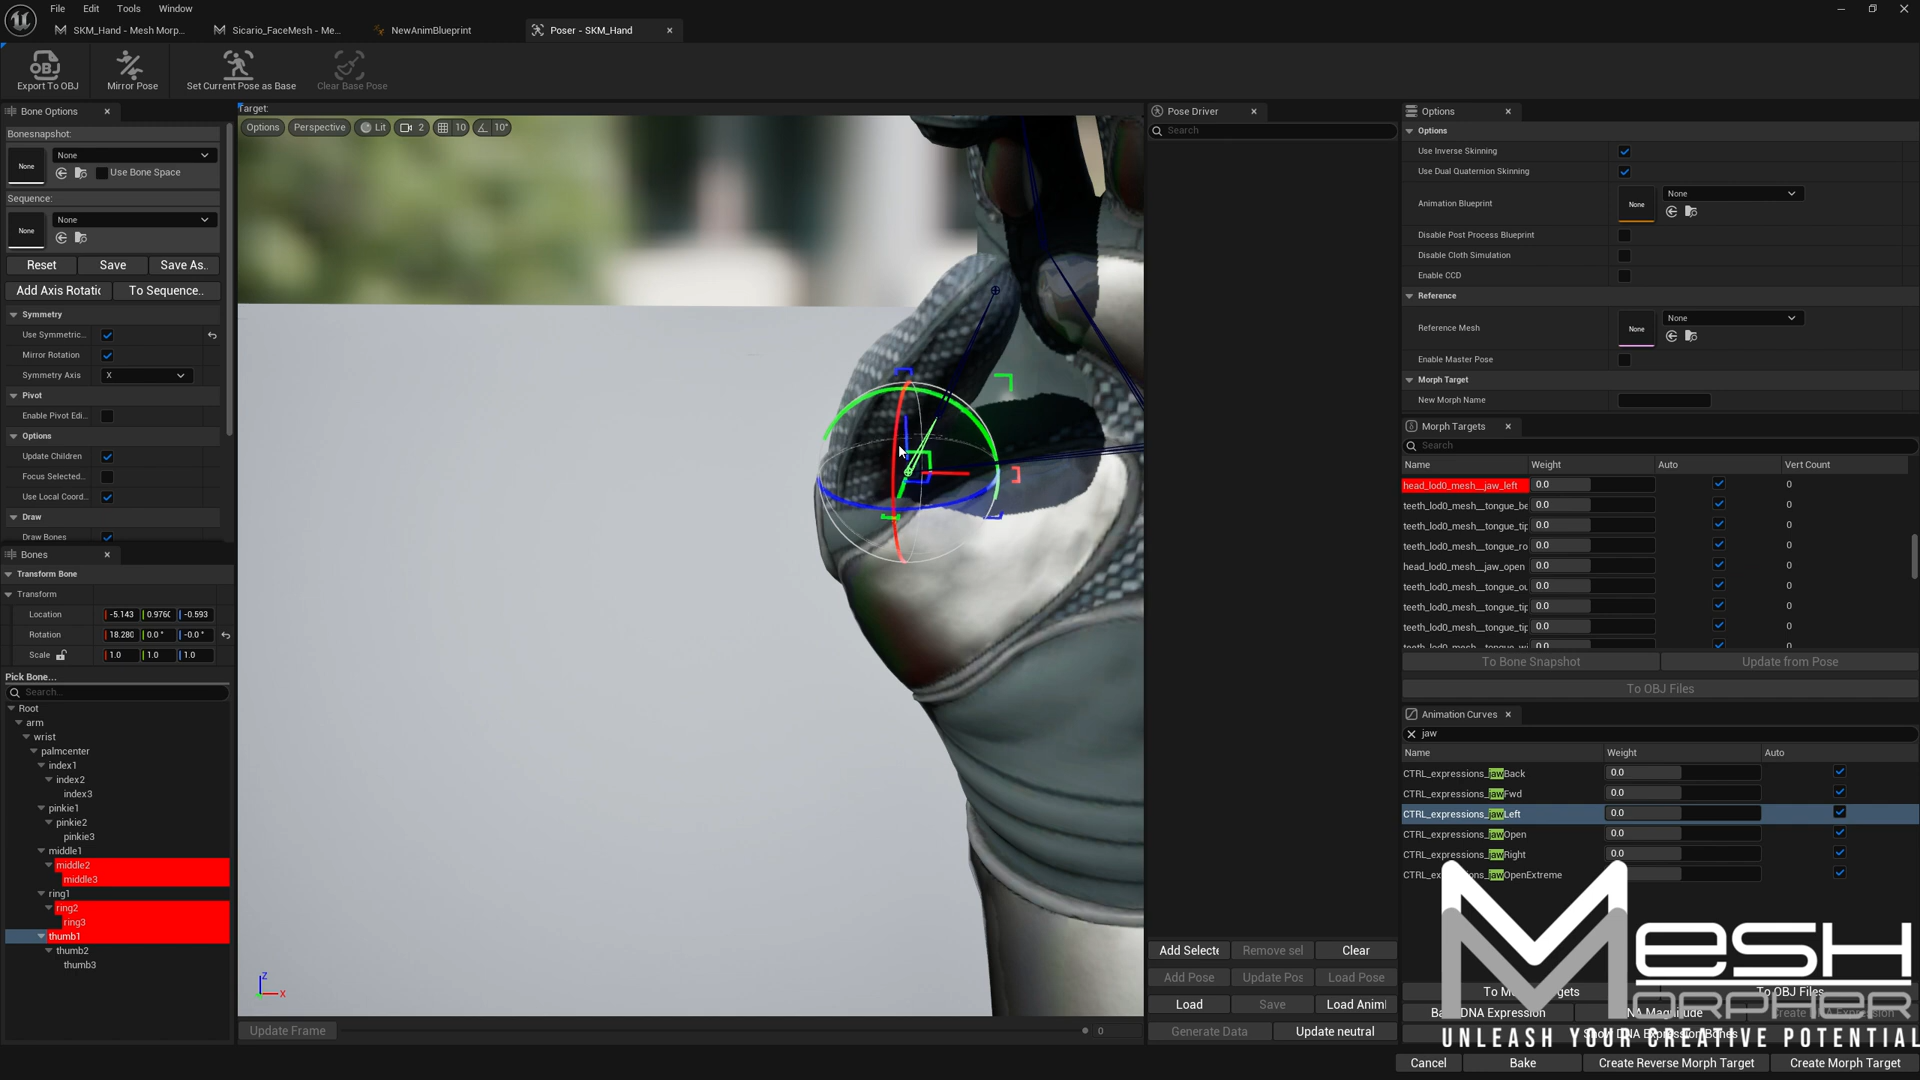 File Edit Tools Window
SKM_Hand - Mesh Morp...
Sicario_FaceMesh - Me...
NewAnimBlueprint
Poser - SKM_Hand
Export To OBJ
Mirror Pose
Set Current Pose as Base
Clear Base Pose
Bone Options
Bonesnapshot:
None
None
Use Bone Space
Sequence:
None
None
Reset
Save
Save As..
Add Axis Rotatic
To Sequence..
Symmetry
Use Symmetric..
Mirror Rotation
Symmetry Axis
X
Pivot
Enable Pivot Edi...
Options
Update Children
Focus Selected..
Use Local Coord..
Draw
Draw Bones
Bones
Transform Bone
Transform
Location
-5.143 0.976( -0.593
Rotation
18.280 0.0 ° -0.0 °
Scale
1.0 1.0 1.0
Pick Bone...
Search...
Root
arm
wrist
palmcenter
index1
index2
index3
pinkie1
pinkie2
pinkie3
middle1
middle2
middle3
ring1
ring2
ring3
thumb1
thumb2
thumb3
Target:
Options
Perspective
Lit
2
10
10°
Z
X
Update Frame
0
Pose Driver
Search
Add Selecte
Remove sel
Clear
Add Pose
Update Pos
Load Pose
Load
Save
Load Anim
Generate Data
Update neutral
Options
Options
Use Inverse Skinning
Use Dual Quaternion Skinning
Animation Blueprint
None
None
Disable Post Process Blueprint
Disable Cloth Simulation
Enable CCD
Reference
Reference Mesh
None
None
Enable Master Pose
Morph Target
New Morph Name
Morph Targets
Search
Name Weight Auto Vert Count
head_lod0_mesh__jaw_left 0.0 0
teeth_lod0_mesh__tongue_be 0.0 0
teeth_lod0_mesh__tongue_tip 0.0 0
teeth_lod0_mesh__tongue_ro 0.0 0
head_lod0_mesh__jaw_open 0.0 0
teeth_lod0_mesh__tongue_ou 0.0 0
teeth_lod0_mesh__tongue_tip 0.0 0
teeth_lod0_mesh__tongue_tip 0.0 0
To Bone Snapshot
Update from Pose
To OBJ Files
Animation Curves
jaw
Name Weight Auto
CTRL_expressions_jawBack 0.0
CTRL_expressions_jawFwd 0.0
CTRL_expressions_jawLeft 0.0
CTRL_expressions_jawOpen 0.0
CTRL_expressions_jawRight 0.0
jawOpenExtreme
MESH
MORPHER
UNLEASH YOUR CREATIVE POTENTIAL
To OBJ Files
DNA Expression
Cancel
Bake
Create Reverse Morph Target
Create Morph Target